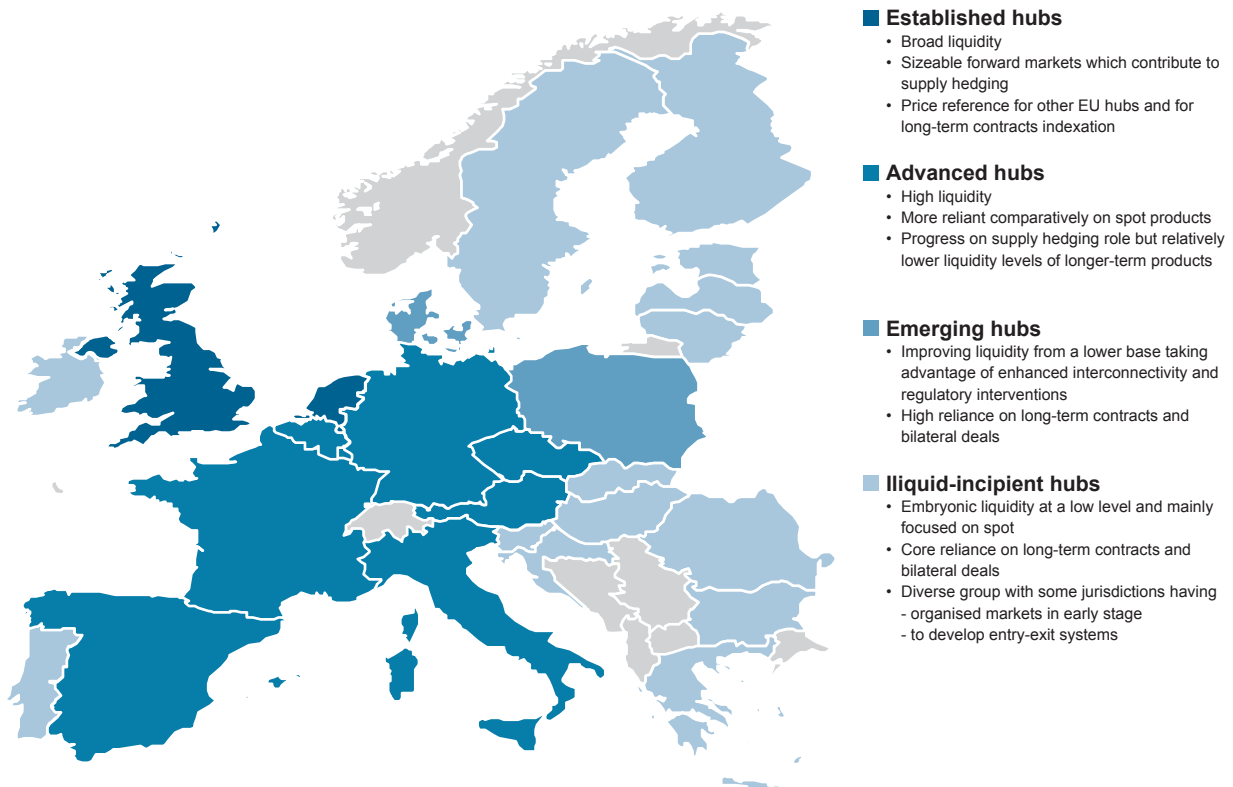 Established hubs
• Broad liquidity
• Sizeable forward markets which contribute to
supply hedging
• Price reference for other EU hubs and for
long-term contracts indexation
Advanced hubs
• High liquidity
• More reliant comparatively on spot products
• Progress on supply hedging role but relatively
lower liquidity levels of longer-term products
Emerging hubs
• Improving liquidity from a lower base taking
advantage of enhanced interconnectivity and
regulatory interventions
• High reliance on long-term contracts and
bilateral deals
Iliquid-incipient hubs
• Embryonic liquidity at a low level and mainly
focused on spot
• Core reliance on long-term contracts and
bilateral deals
• Diverse group with some jurisdictions having
- organised markets in early stage
- to develop entry-exit systems